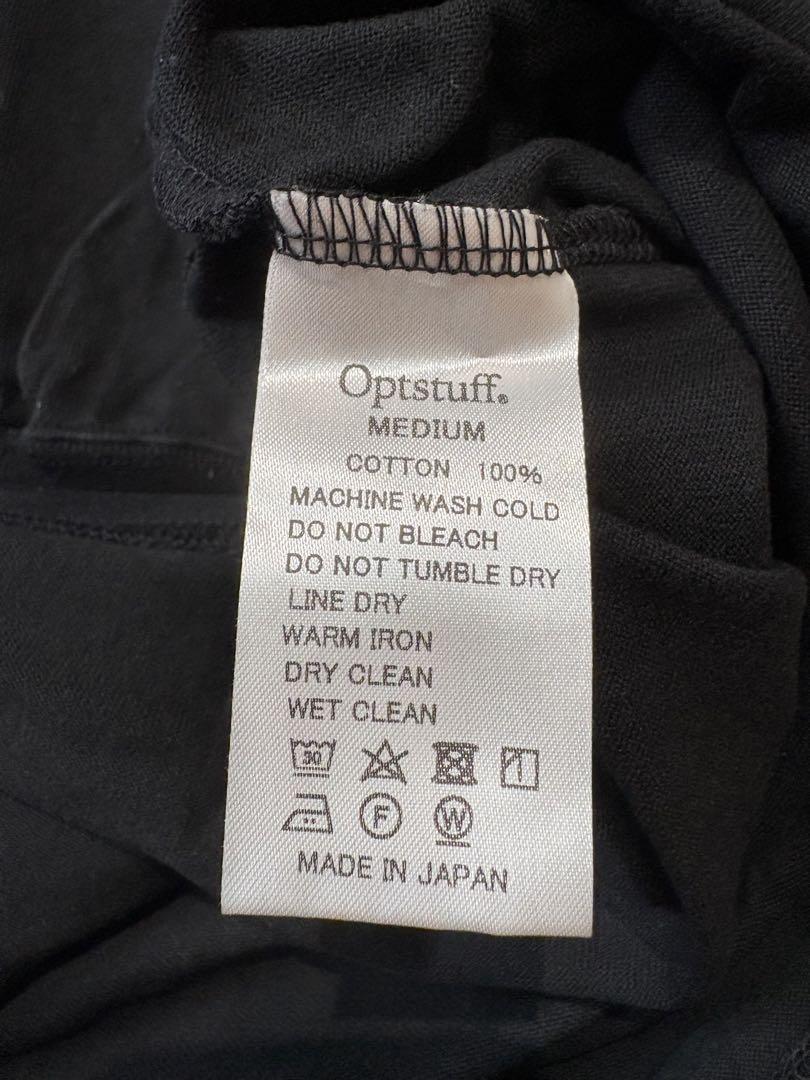 Optstuff.
MEDIUM
COTTON 100%
MACHINE WASH COLD
DO NOT BLEACH
DO NOT TUMBLE DRY
LINE DRY
WARM IRON
DRY CLEAN
WET CLEAN
30
F W
MADE IN JAPAN